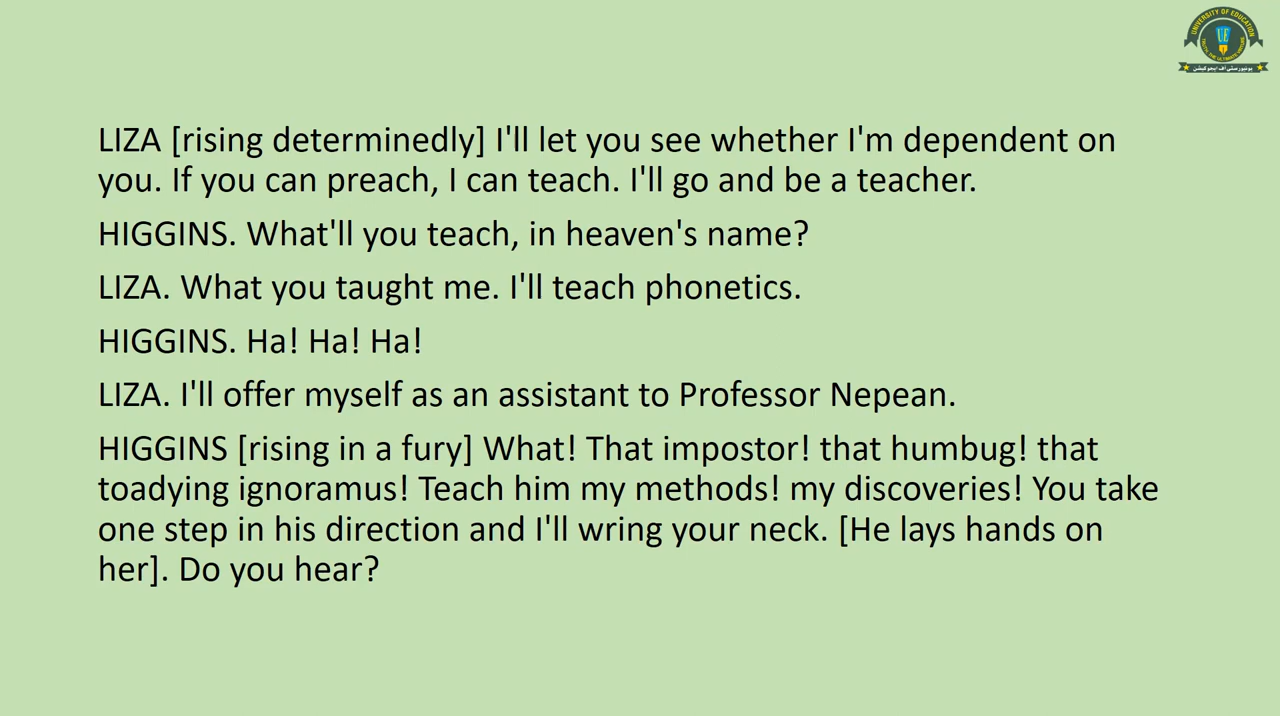 UNIVERSITY OF EDUCATION
UE
یونیورسٹی آف ایجوکیشن
LIZA [rising determinedly] I'll let you see whether I'm dependent on
you. If you can preach, I can teach. I'll go and be a teacher.
HIGGINS. What'll you teach, in heaven's name?
LIZA. What you taught me. I'll teach phonetics.
HIGGINS. Ha! Ha! Ha!
LIZA. I'll offer myself as an assistant to Professor Nepean.
HIGGINS [rising in a fury] What! That impostor! that humbug! that
toadying ignoramus! Teach him my methods! my discoveries! You take
one step in his direction and I'll wring your neck. [He lays hands on
her]. Do you hear?